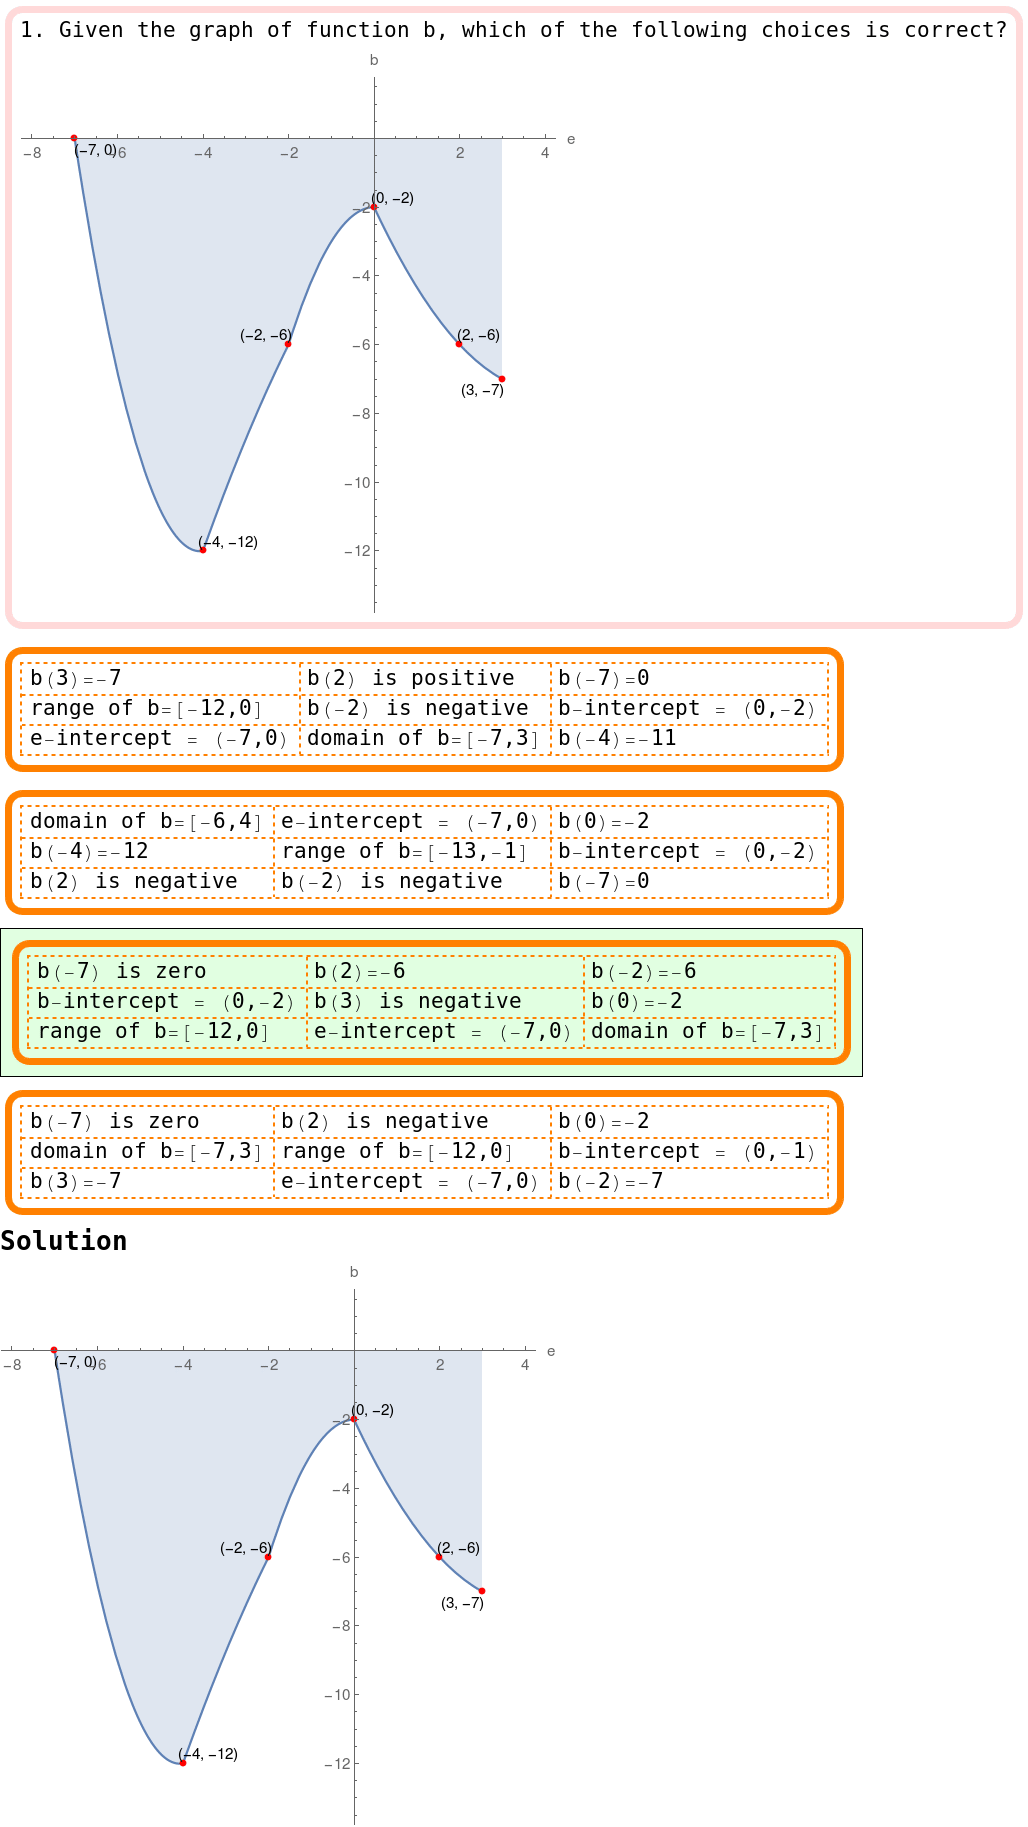 1. Given the graph of function b, which of the following choices is correct?
b
e
−8 −6 −4 −2 2 4
(−7, 0)
(0, −2)
−2
−4
(−2, −6)
(2, −6)
−6
(3, −7)
−8
−10
(−4, −12)
−12
b(3)=-7 b(2) is positive b(-7)=0
range of b=[-12,0] b(-2) is negative b-intercept = (0,-2)
e-intercept = (-7,0) domain of b=[-7,3] b(-4)=-11
domain of b=[-6,4] e-intercept = (-7,0) b(0)=-2
b(-4)=-12 range of b=[-13,-1] b-intercept = (0,-2)
b(2) is negative b(-2) is negative b(-7)=0
b(-7) is zero b(2)=-6 b(-2)=-6
b-intercept = (0,-2) b(3) is negative b(0)=-2
range of b=[-12,0] e-intercept = (-7,0) domain of b=[-7,3]
b(-7) is zero b(2) is negative b(0)=-2
domain of b=[-7,3] range of b=[-12,0] b-intercept = (0,-1)
b(3)=-7 e-intercept = (-7,0) b(-2)=-7
Solution
b
e
−8 −6 −4 −2 2 4
(−7, 0)
(0, −2)
−2
−4
(−2, −6)
(2, −6)
−6
(3, −7)
−8
−10
(−4, −12)
−12